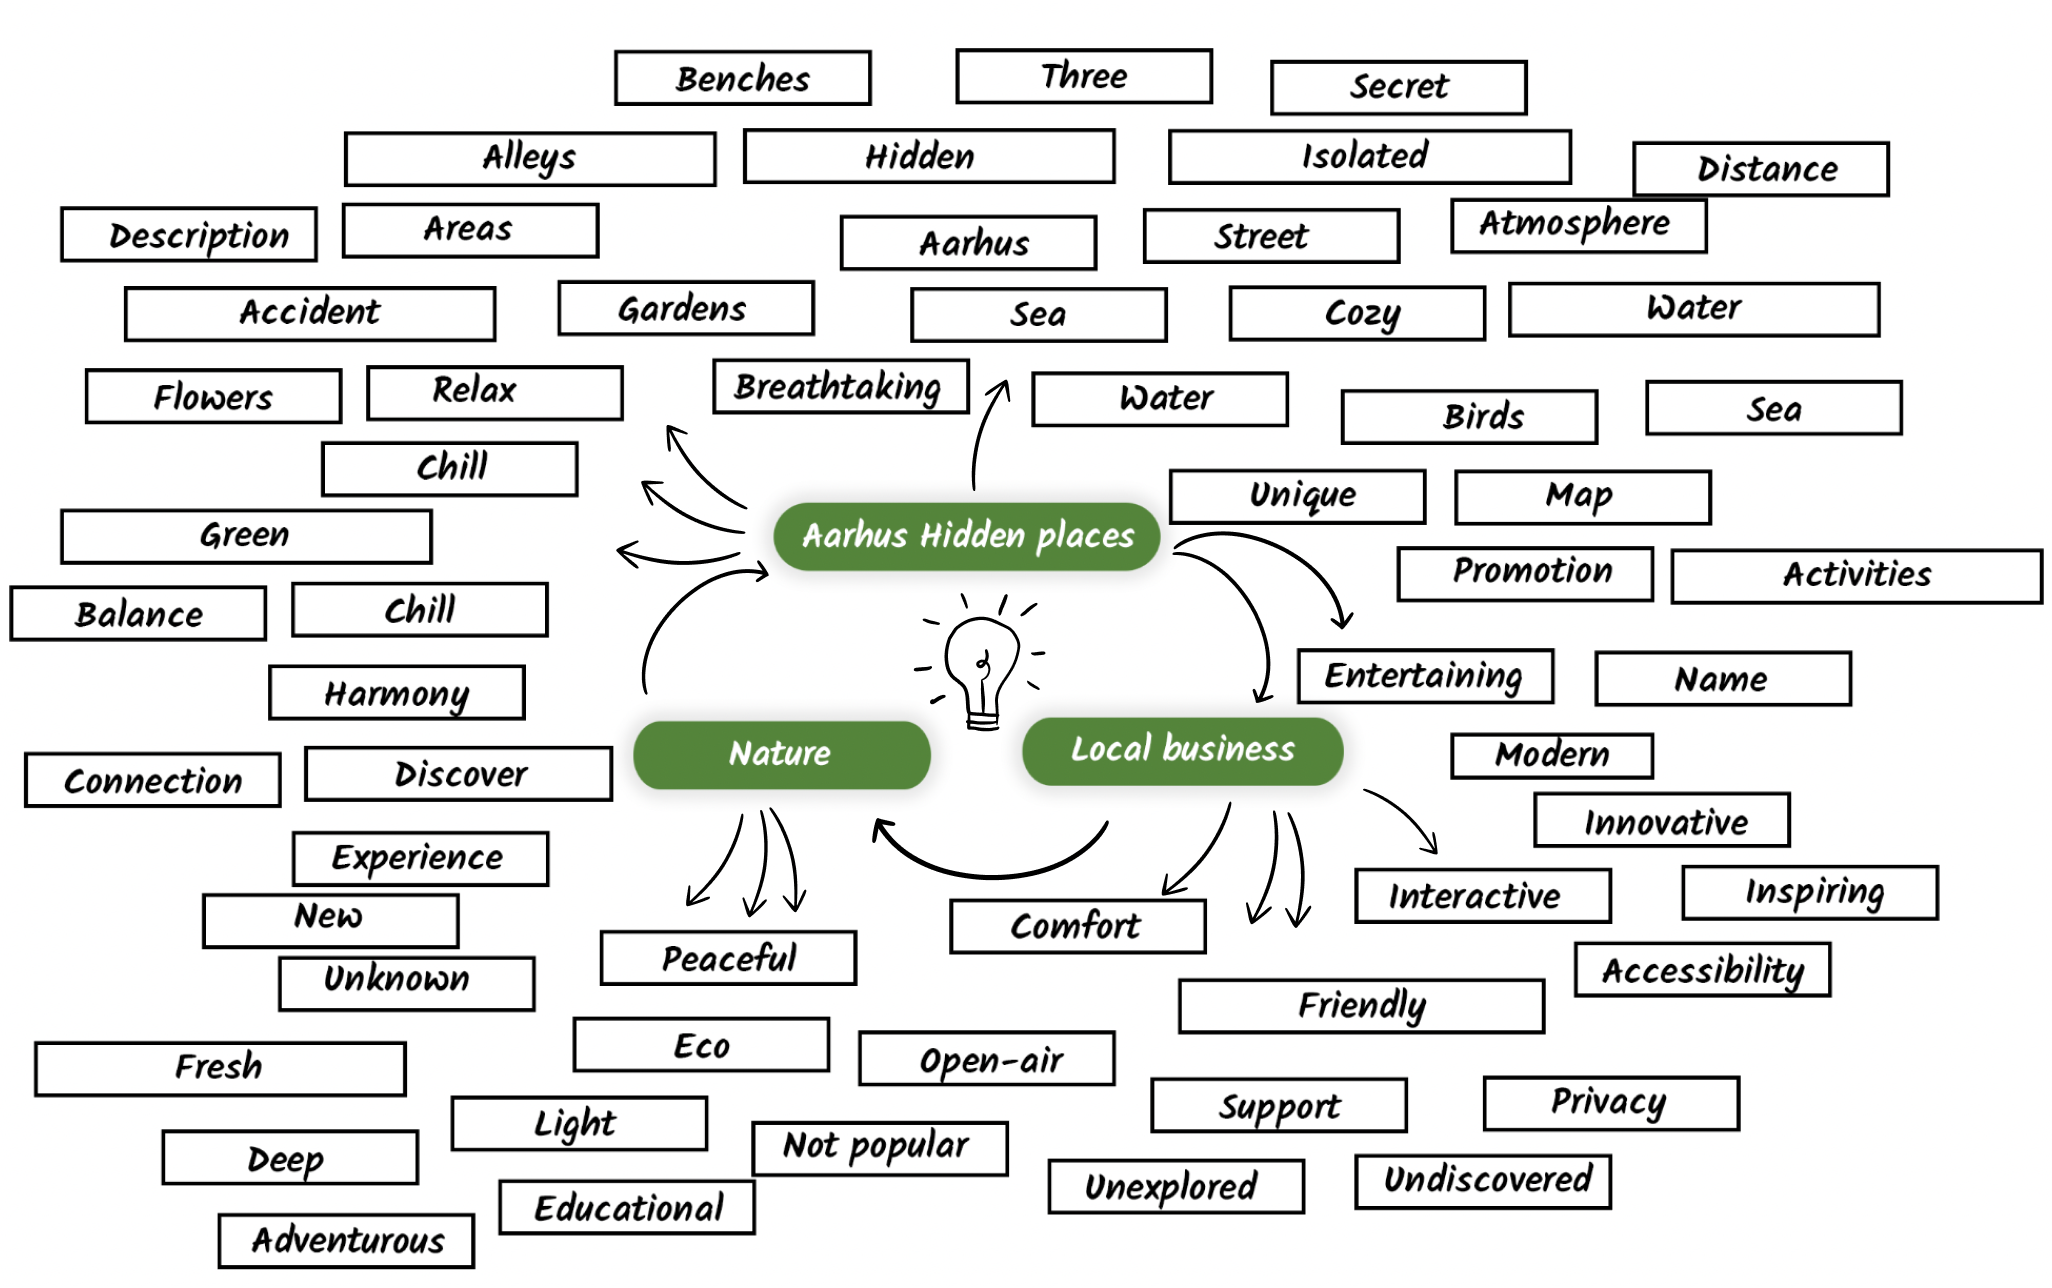 Benches
Three
Secret
Alleys
Hidden
Isolated
Distance
Description
Areas
Aarhus
Street
Atmosphere
Accident
Gardens
Sea
Cozy
Water
Flowers
Relax
Breathtaking
Water
Birds
Sea
Chill
Unique
Map
Green
Aarhus Hidden places
Promotion
Activities
Balance
Chill
Harmony
Entertaining
Name
Connection
Discover
Nature
Local business
Modern
Innovative
Experience
Interactive
Inspiring
New
Comfort
Unknown
Peaceful
Accessibility
Friendly
Fresh
Eco
Open-air
Support
Privacy
Deep
Light
Not popular
Unexplored
Undiscovered
Adventurous
Educational